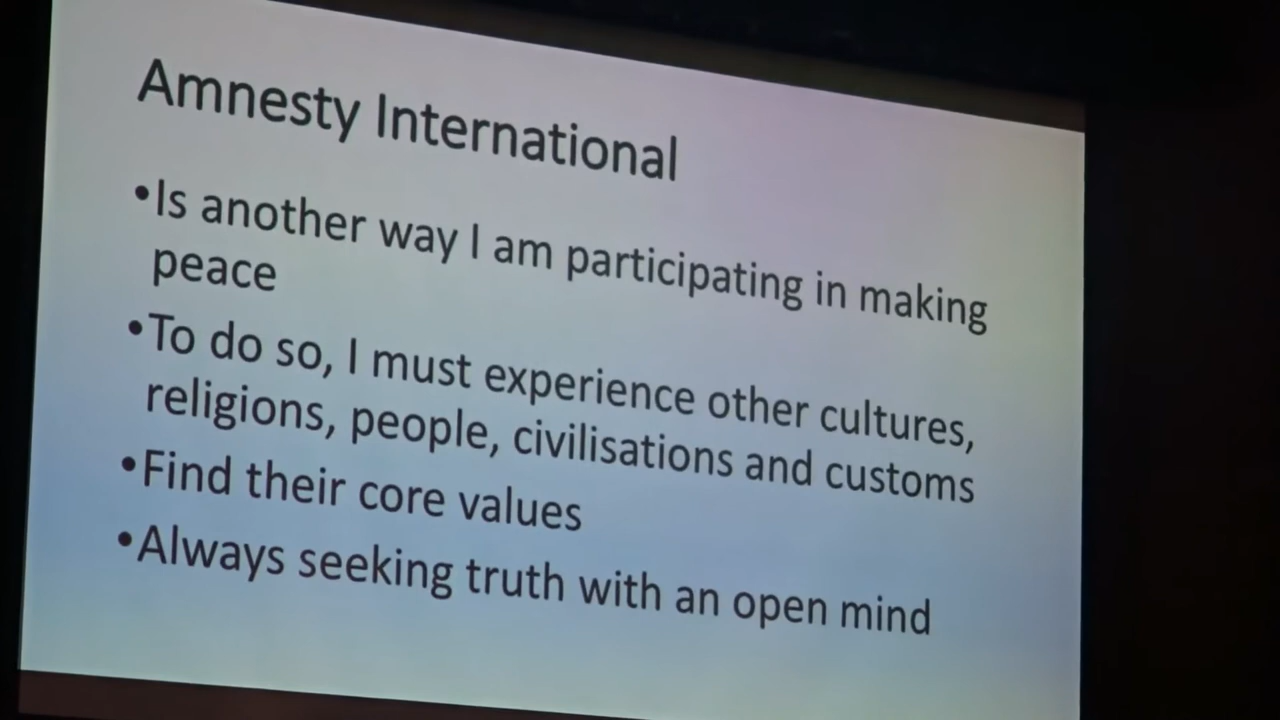 Amnesty International
•Is another way I am participating in making
peace
•To do so, I must experience other cultures,
religions, people, civilisations and customs
•Find their core values
•Always seeking truth with an open mind